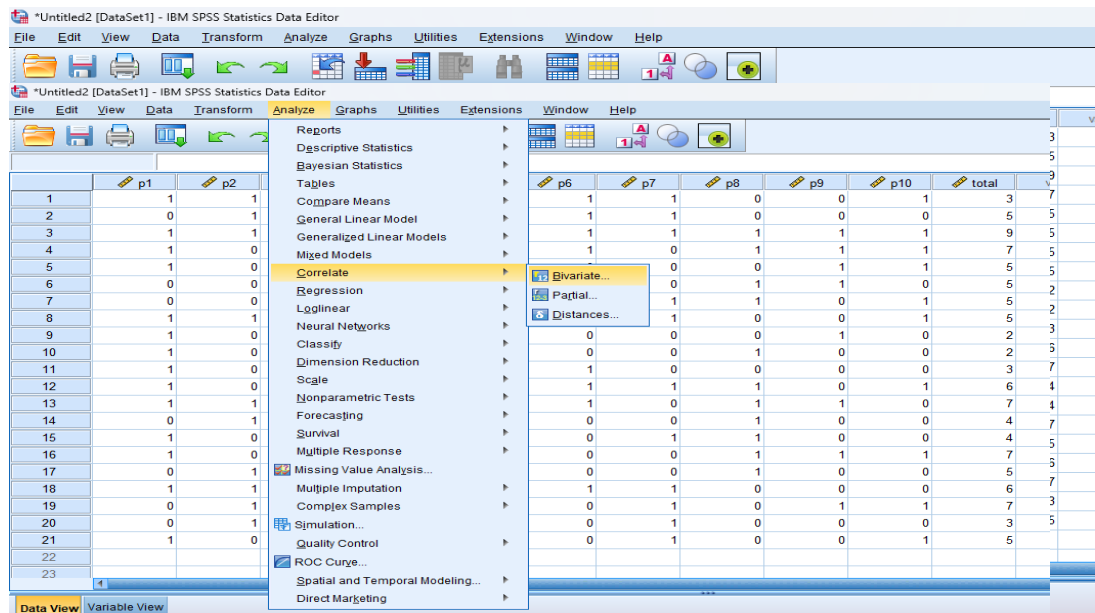 *Untitled2 [DataSet1] - IBM SPSS Statistics Data Editor
File Edit View Data Transform Analyze Graphs Utilities Extensions Window Help
*Untitled2 [DataSet1] - IBM SPSS Statistics Data Editor
File Edit View Data Transform Analyze Graphs Utilities Extensions Window Help
Reports
Descriptive Statistics
Bayesian Statistics
Tables
Compare Means
General Linear Model
Generalized Linear Models
Mixed Models
Correlate
Regression
Loglinear
Neural Networks
Classify
Dimension Reduction
Scale
Nonparametric Tests
Forecasting
Survival
Multiple Response
Missing Value Analysis...
Multiple Imputation
Complex Samples
Simulation...
Quality Control
ROC Curve...
Spatial and Temporal Modeling...
Direct Marketing
Bivariate...
Partial...
Distances...
p1 p2 p6 p7 p8 p9 p10 total
1 1 1 1 1 0 0 1 3
2 0 1 1 1 0 0 0 5
3 1 1 1 1 1 1 1 9
4 1 0 1 0 1 1 1 7
5 1 0 0 0 1 0 5
6 0 0 0 1 1 0 5
7 0 0 1 1 0 1 5
8 1 1 1 0 0 1 5
9 1 0 0 0 0 1 0 2
10 1 0 0 0 1 0 0 2
11 1 0 1 0 0 0 0 3
12 1 0 1 1 1 0 1 6
13 1 1 1 0 1 1 0 7
14 0 1 0 0 1 0 0 4
15 1 0 0 1 1 0 0 4
16 1 1 0 0 1 1 1 7
17 0 1 0 0 1 0 0 5
18 1 1 1 1 0 0 0 6
19 0 1 0 1 0 1 1 7
20 0 1 0 1 0 0 0 3
21 1 0 0 1 0 0 1 5
22
23
Data View Variable View